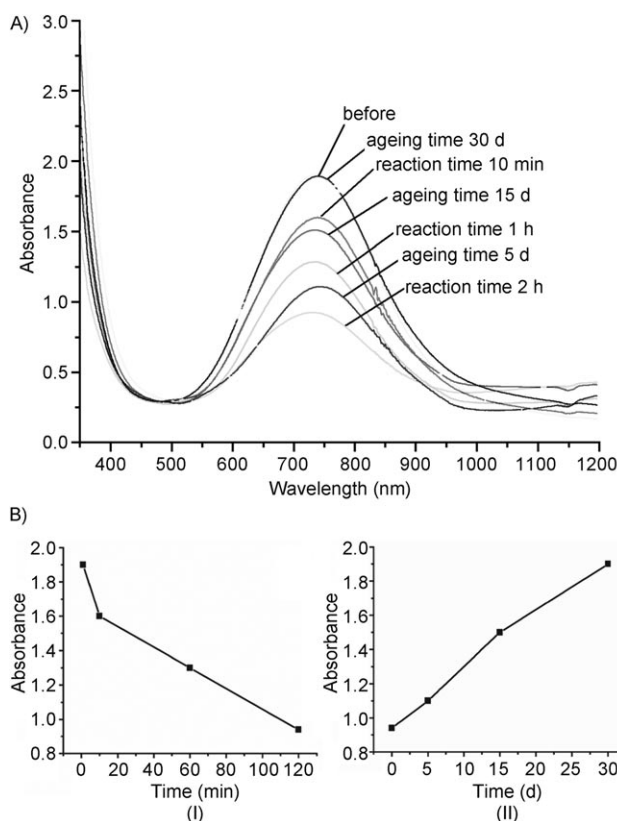 A)
3.0
2.5
2.0
1.5
1.0
0.5
0.0
Absorbance
before
ageing time 30 d
reaction time 10 min
ageing time 15 d
reaction time 1 h
ageing time 5 d
reaction time 2 h
400 500 600 700 800 900 1000 1100 1200
Wavelength (nm)
B)
2.0
1.8
1.6
1.4
1.2
1.0
0.8
Absorbance
0 20 40 60 80 100 120
Time (min)
(I)
2.0
1.8
1.6
1.4
1.2
1.0
0.8
Absorbance
0 5 10 15 20 25 30
Time (d)
(II)